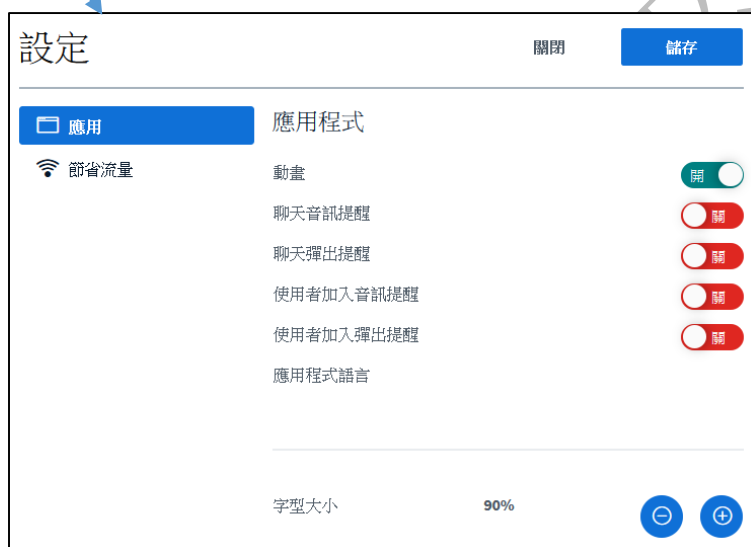 設定
關閉
儲存
應用
節省流量
應用程式
動畫
開
聊天音訊提醒
關
聊天彈出提醒
關
使用者加入音訊提醒
關
使用者加入彈出提醒
關
應用程式語言
字型大小
90%